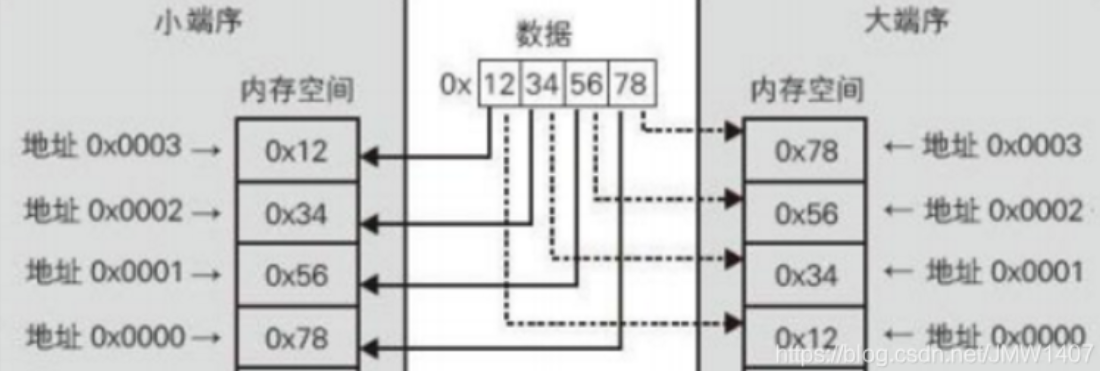 小端序
数据
大端序
内存空间
0x 12 34 56 78
内存空间
地址 0x0003 → 0x12
0x78 ← 地址 0x0003
地址 0x0002 → 0x34
0x56 ← 地址 0x0002
地址 0x0001 → 0x56
0x34 ← 地址 0x0001
地址 0x0000 → 0x78
0x12 ← 地址 0x0000
https://blog.csdn.net/JMW1407